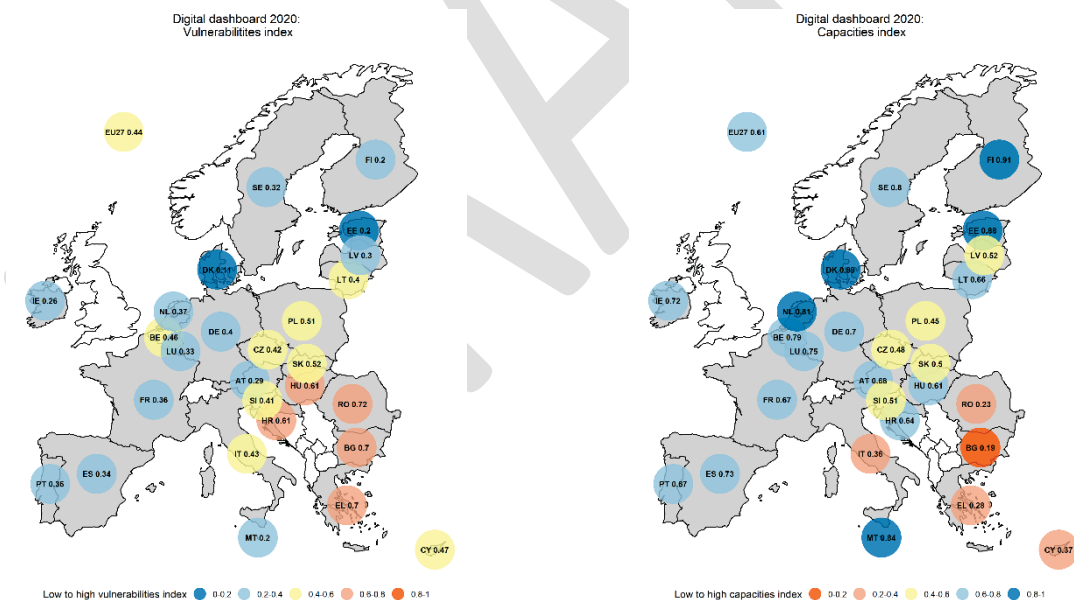 Digital dashboard 2020:
Vulnerabilitites index
EU27 0.44
FI 0.2
SE 0.32
EE 0.2
LV 0.3
DK 0.11
LT 0.4
IE 0.26
NL 0.37
PL 0.51
DE 0.4
BE 0.46
LU 0.33
CZ 0.42
SK 0.52
AT 0.29
HU 0.61
FR 0.36
SI 0.41
RO 0.72
HR 0.61
BG 0.7
IT 0.43
ES 0.34
PT 0.35
EL 0.7
MT 0.2
CY 0.47
Low to high vulnerabilities index 0-0.2 0.2-0.4 0.4-0.6 0.6-0.8 0.8-1
Digital dashboard 2020:
Capacities index
EU27 0.61
FI 0.91
SE 0.8
EE 0.86
LV 0.52
DK
LT 0.66
IE 0.72
NL 0.81
PL 0.45
DE 0.7
BE 0.79
LU 0.75
CZ 0.48
SK 0.5
AT 0.68
HU 0.61
FR 0.67
SI 0.51
RO 0.23
HR 0.64
BG 0.19
IT 0.36
ES 0.73
PT 0.67
EL 0.28
MT 0.84
CY 0.37
Low to high capacities index 0-0.2 0.2-0.4 0.4-0.6 0.6-0.8 0.8-1